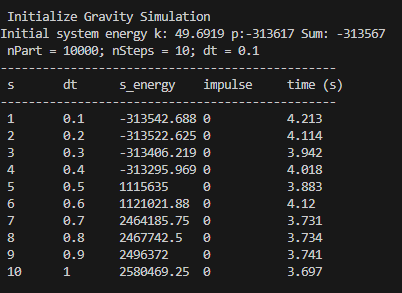 Initialize Gravity Simulation
Initial system energy k: 49.6919 p:-313617 Sum: -313567
nPart = 10000; nSteps = 10; dt = 0.1
------------------------------------------------
s dt s_energy impulse time (s)
------------------------------------------------
1 0.1 -313542.688 0 4.213
2 0.2 -313522.625 0 4.114
3 0.3 -313406.219 0 3.942
4 0.4 -313295.969 0 4.018
5 0.5 1115635 0 3.883
6 0.6 1121021.88 0 4.12
7 0.7 2464185.75 0 3.731
8 0.8 2467742.5 0 3.734
9 0.9 2496372 0 3.741
10 1 2580469.25 0 3.697